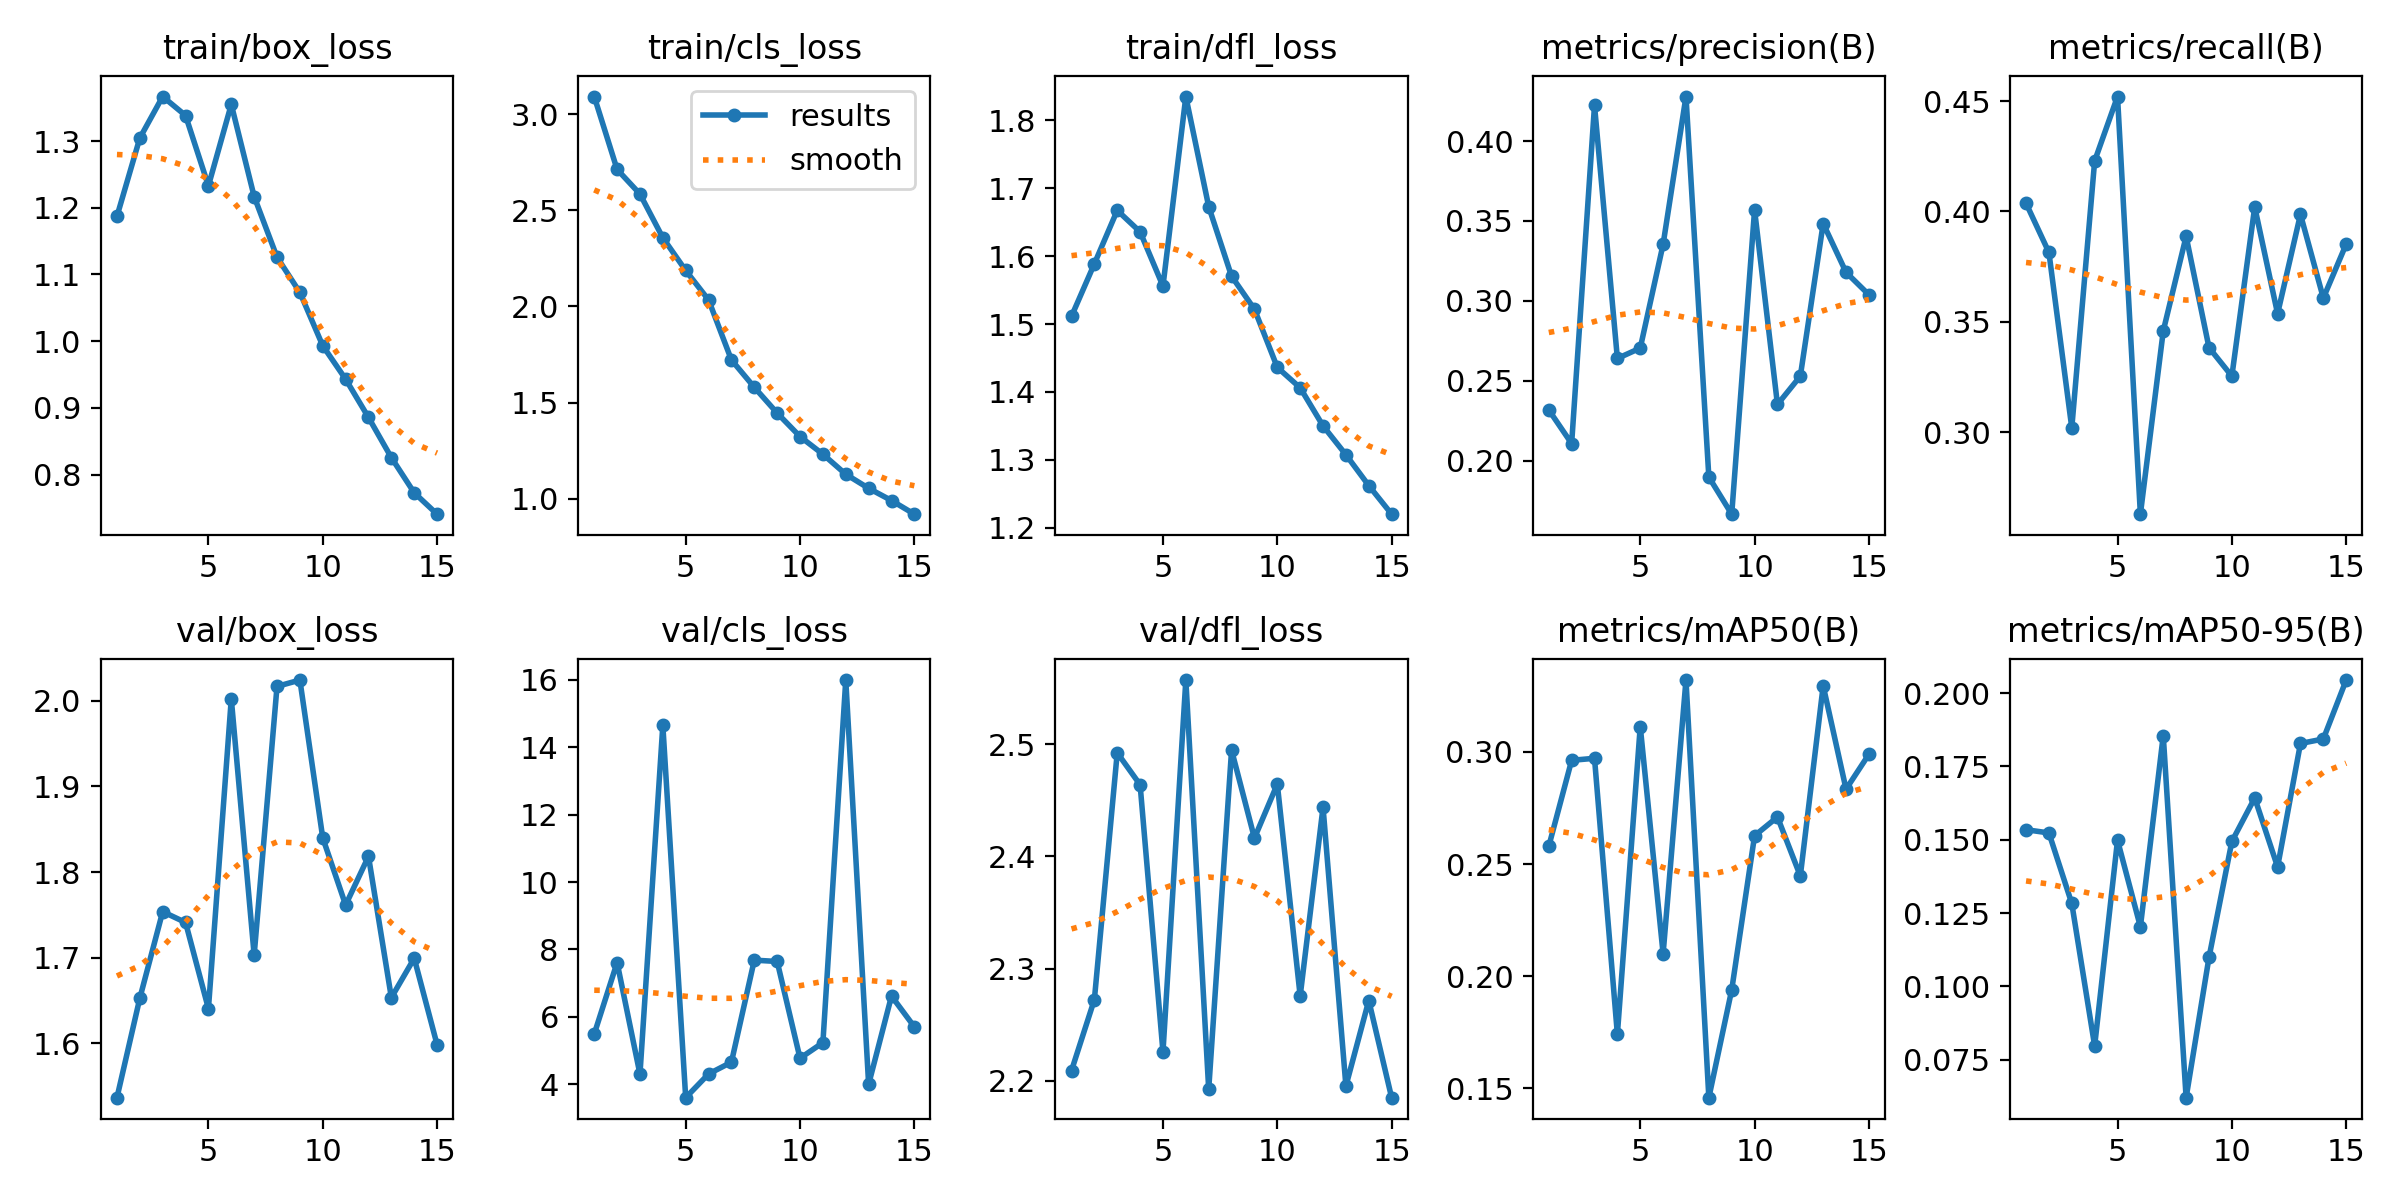 train/box_loss
train/cls_loss
train/dfl_loss
metrics/precision(B)
metrics/recall(B)
1.3
1.2
1.1
1.0
0.9
0.8
5 10 15
3.0
2.5
2.0
1.5
1.0
5 10 15
results
smooth
1.8
1.7
1.6
1.5
1.4
1.3
1.2
5 10 15
0.40
0.35
0.30
0.25
0.20
5 10 15
0.45
0.40
0.35
0.30
5 10 15
val/box_loss
val/cls_loss
val/dfl_loss
metrics/mAP50(B)
metrics/mAP50-95(B)
2.0
1.9
1.8
1.7
1.6
5 10 15
16
14
12
10
8
6
4
5 10 15
2.5
2.4
2.3
2.2
5 10 15
0.30
0.25
0.20
0.15
5 10 15
0.200
0.175
0.150
0.125
0.100
0.075
5 10 15